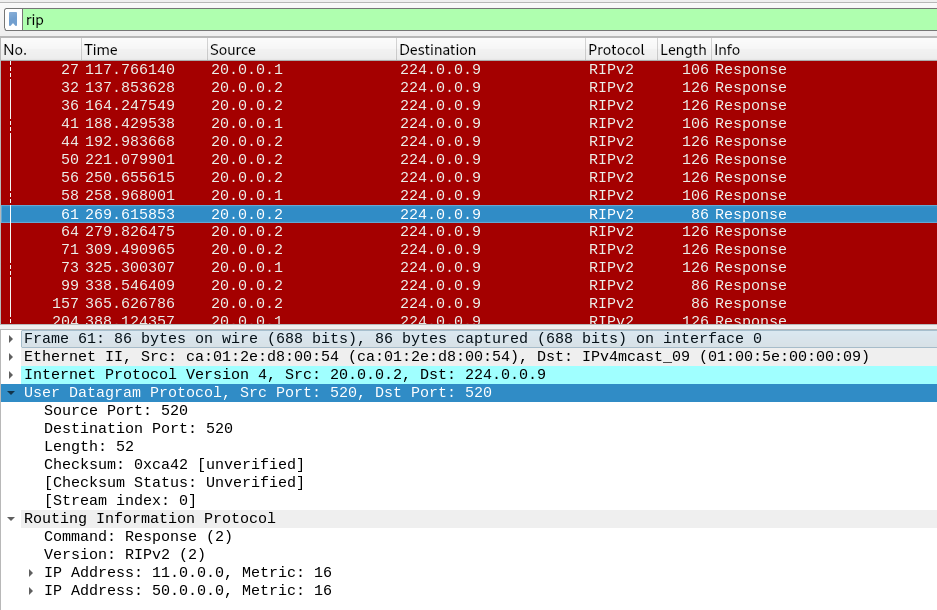 rip
No. Time Source Destination Protocol Length Info
27 117.766140 20.0.0.1 224.0.0.9 RIPv2 106 Response
32 137.853628 20.0.0.2 224.0.0.9 RIPv2 126 Response
36 164.247549 20.0.0.2 224.0.0.9 RIPv2 126 Response
41 188.429538 20.0.0.1 224.0.0.9 RIPv2 106 Response
44 192.983668 20.0.0.2 224.0.0.9 RIPv2 126 Response
50 221.079901 20.0.0.2 224.0.0.9 RIPv2 126 Response
56 250.655615 20.0.0.2 224.0.0.9 RIPv2 126 Response
58 258.968001 20.0.0.1 224.0.0.9 RIPv2 106 Response
61 269.615853 20.0.0.2 224.0.0.9 RIPv2 86 Response
64 279.826475 20.0.0.2 224.0.0.9 RIPv2 126 Response
71 309.490965 20.0.0.2 224.0.0.9 RIPv2 126 Response
73 325.300307 20.0.0.1 224.0.0.9 RIPv2 126 Response
99 338.546409 20.0.0.2 224.0.0.9 RIPv2 86 Response
157 365.626786 20.0.0.2 224.0.0.9 RIPv2 86 Response
204 388.124357 20.0.0.1 224.0.0.9 RIPv2 126 Response
Frame 61: 86 bytes on wire (688 bits), 86 bytes captured (688 bits) on interface 0
Ethernet II, Src: ca:01:2e:d8:00:54 (ca:01:2e:d8:00:54), Dst: IPv4mcast_09 (01:00:5e:00:00:09)
Internet Protocol Version 4, Src: 20.0.0.2, Dst: 224.0.0.9
User Datagram Protocol, Src Port: 520, Dst Port: 520
Source Port: 520
Destination Port: 520
Length: 52
Checksum: 0xca42 [unverified]
[Checksum Status: Unverified]
[Stream index: 0]
Routing Information Protocol
Command: Response (2)
Version: RIPv2 (2)
IP Address: 11.0.0.0, Metric: 16
IP Address: 50.0.0.0, Metric: 16